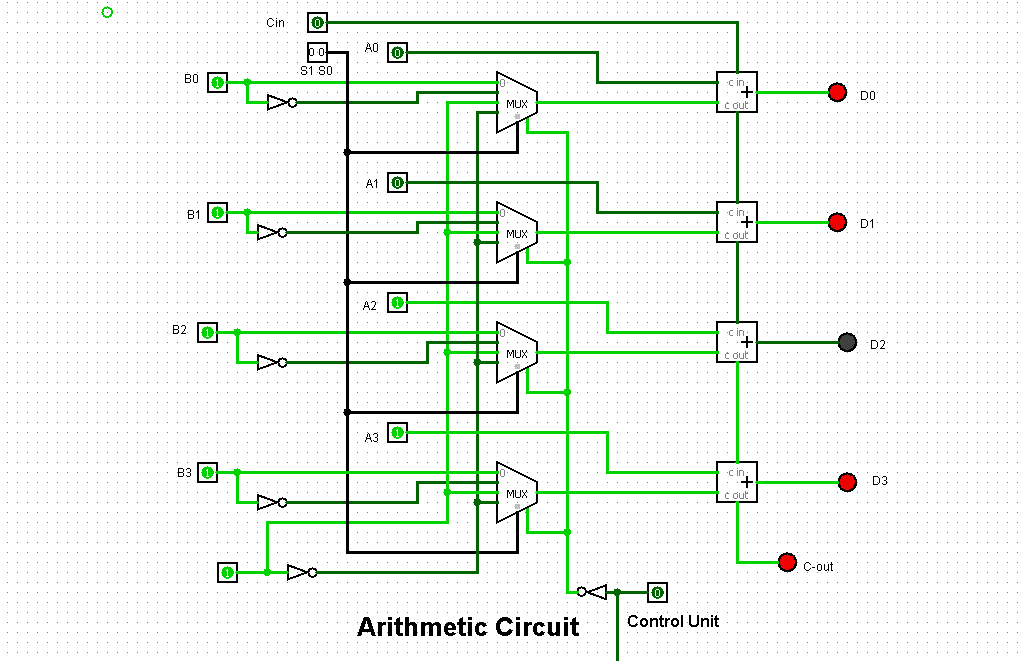 Cin 0
0 0
S1 S0
A0 0
B0 1
0
MUX
c in
+
c out
D0
A1 0
B1 1
0
MUX
c in
+
c out
D1
A2 1
B2 1
0
MUX
c in
+
c out
D2
A3 1
B3 1
0
MUX
c in
+
c out
D3
C-out
1
0
Control Unit
Arithmetic Circuit